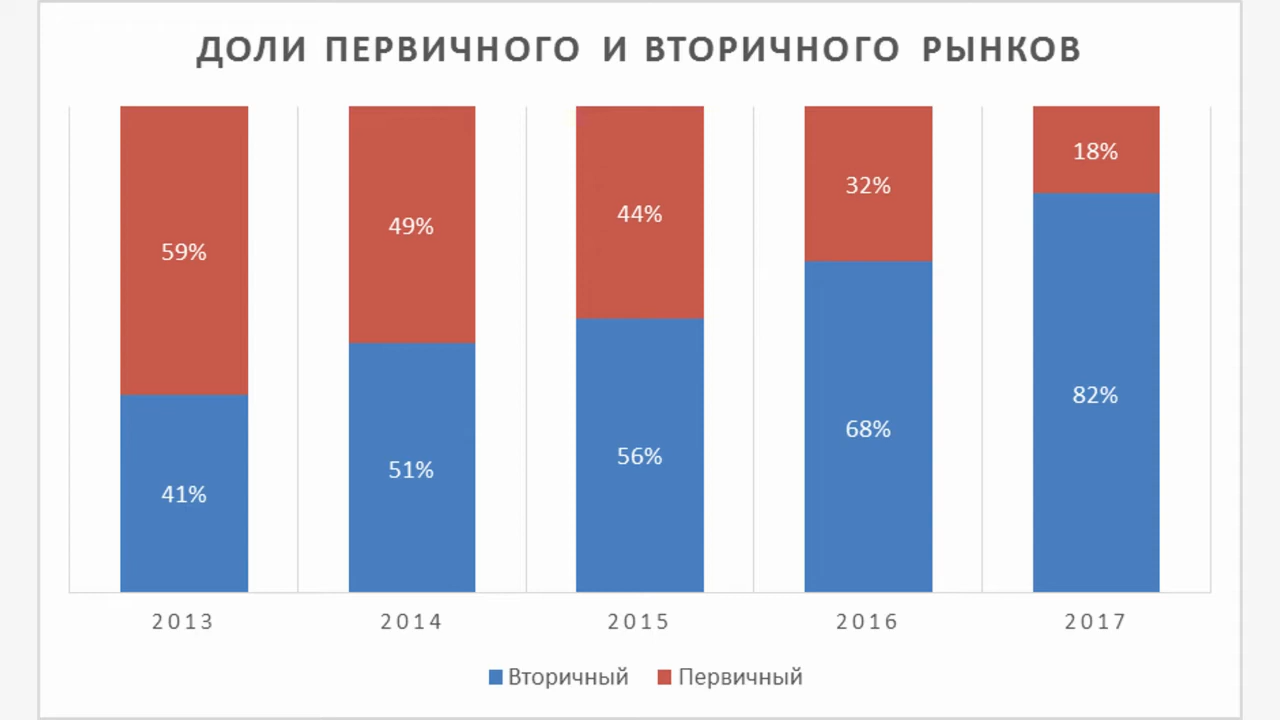 ДОЛИ ПЕРВИЧНОГО И ВТОРИЧНОГО РЫНКОВ
59% 49% 44% 32% 18%
41% 51% 56% 68% 82%
2013 2014 2015 2016 2017
Вторичный Первичный